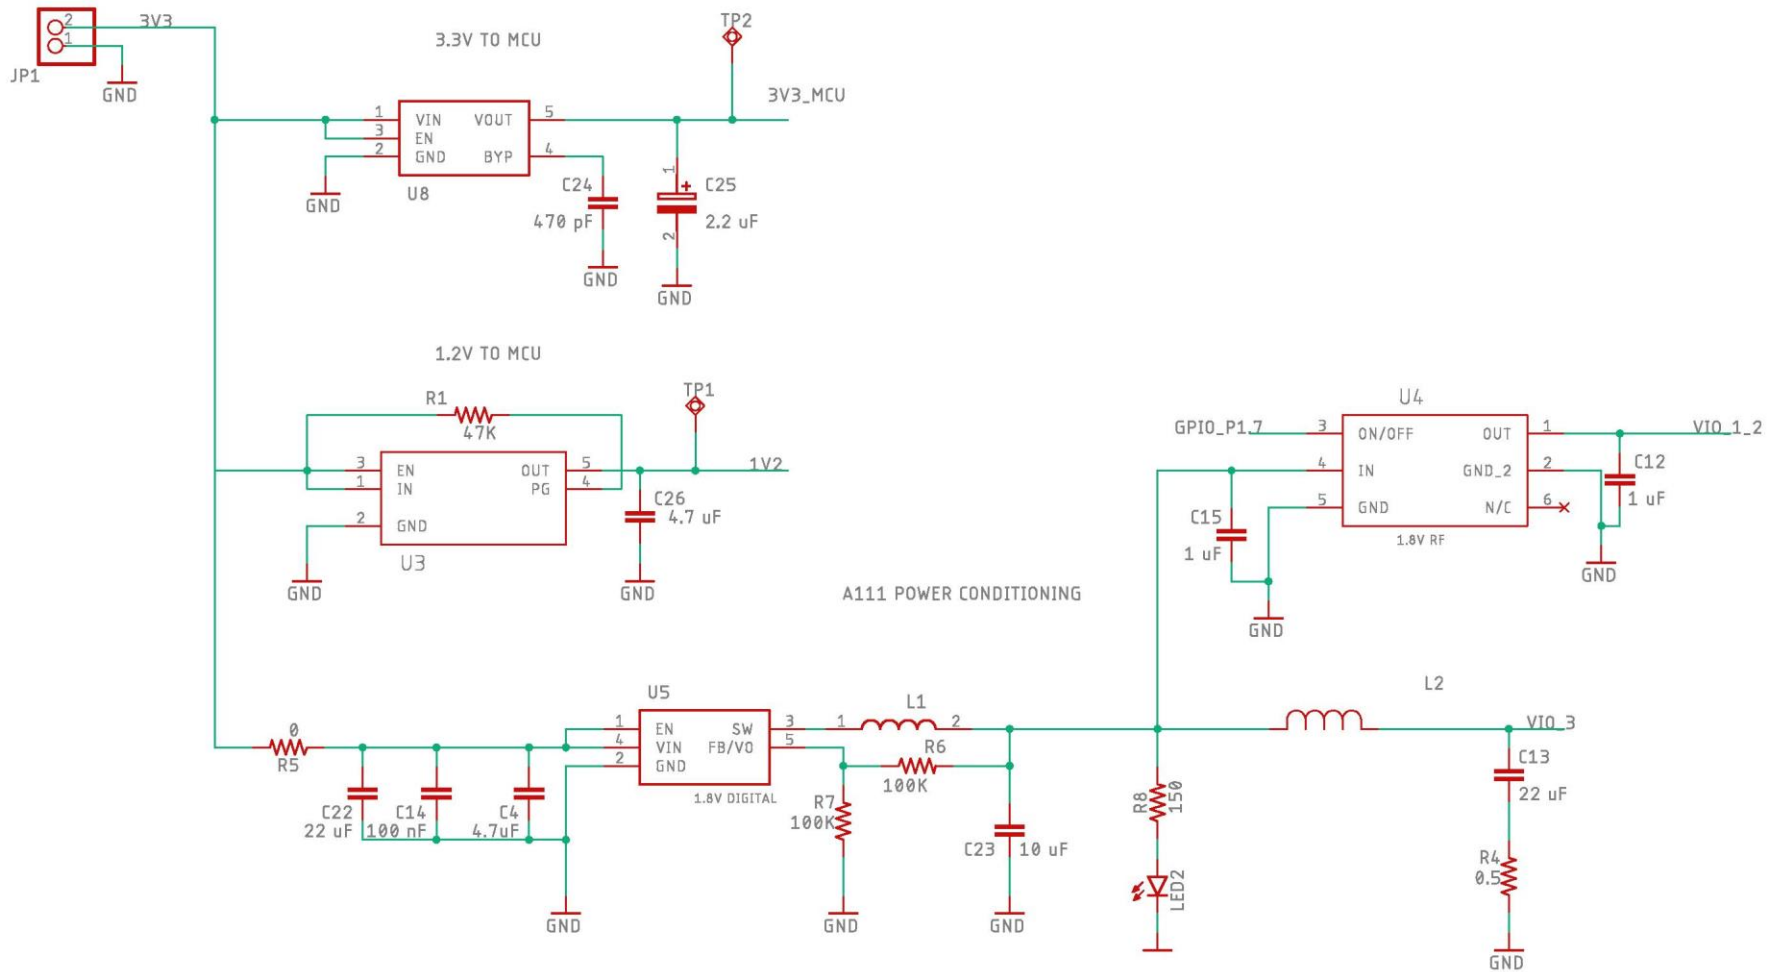 2
3V3
1
JP1
GND
3.3V TO MCU
TP2
3V3_MCU
1
VIN
VOUT
5
3
EN
2
GND
BYP
4
U8
GND
C24
470 pF
GND
1
+
C25
2.2 uF
2
GND
1.2V TO MCU
R1
47K
TP1
3
EN
OUT
5
1V2
1
IN
PG
4
2
GND
U3
GND
C26
4.7 uF
GND
U4
GPIO_P1.7
3
ON/OFF
OUT
1
VIO_1_2
4
IN
GND_2
2
5
GND
N/C
6
1.8V RF
C12
1 uF
GND
C15
1 uF
GND
A111 POWER CONDITIONING
0
R5
C22
22 uF
C14
100 nF
C4
4.7uF
GND
U5
1
EN
SW
3
4
VIN
FB/VO
5
2
GND
1.8V DIGITAL
1
L1
2
R6
100K
R7
100K
GND
C23
10 uF
GND
R8
150
LED2
L2
VIO_3
C13
22 uF
R4
0.5
GND